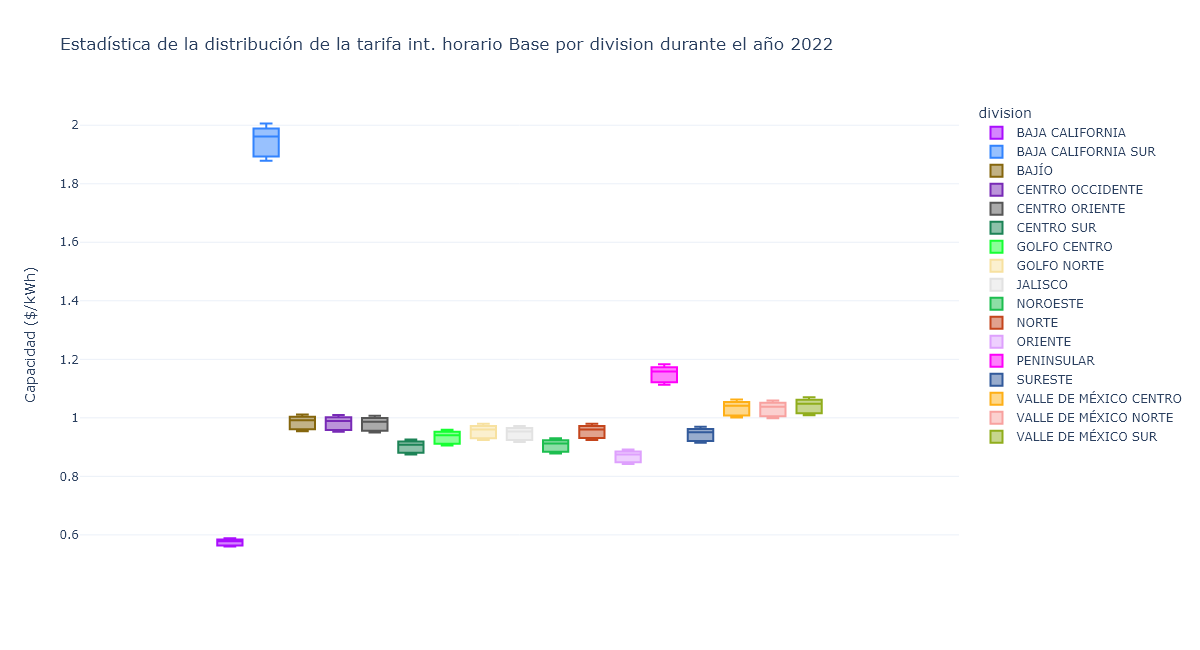 Estadística de la distribución de la tarifa int. horario Base por division durante el año 2022
Capacidad ($/kWh)
2
1.8
1.6
1.4
1.2
1
0.8
0.6
division
BAJA CALIFORNIA
BAJA CALIFORNIA SUR
BAJÍO
CENTRO OCCIDENTE
CENTRO ORIENTE
CENTRO SUR
GOLFO CENTRO
GOLFO NORTE
JALISCO
NOROESTE
NORTE
ORIENTE
PENINSULAR
SURESTE
VALLE DE MÉXICO CENTRO
VALLE DE MÉXICO NORTE
VALLE DE MÉXICO SUR